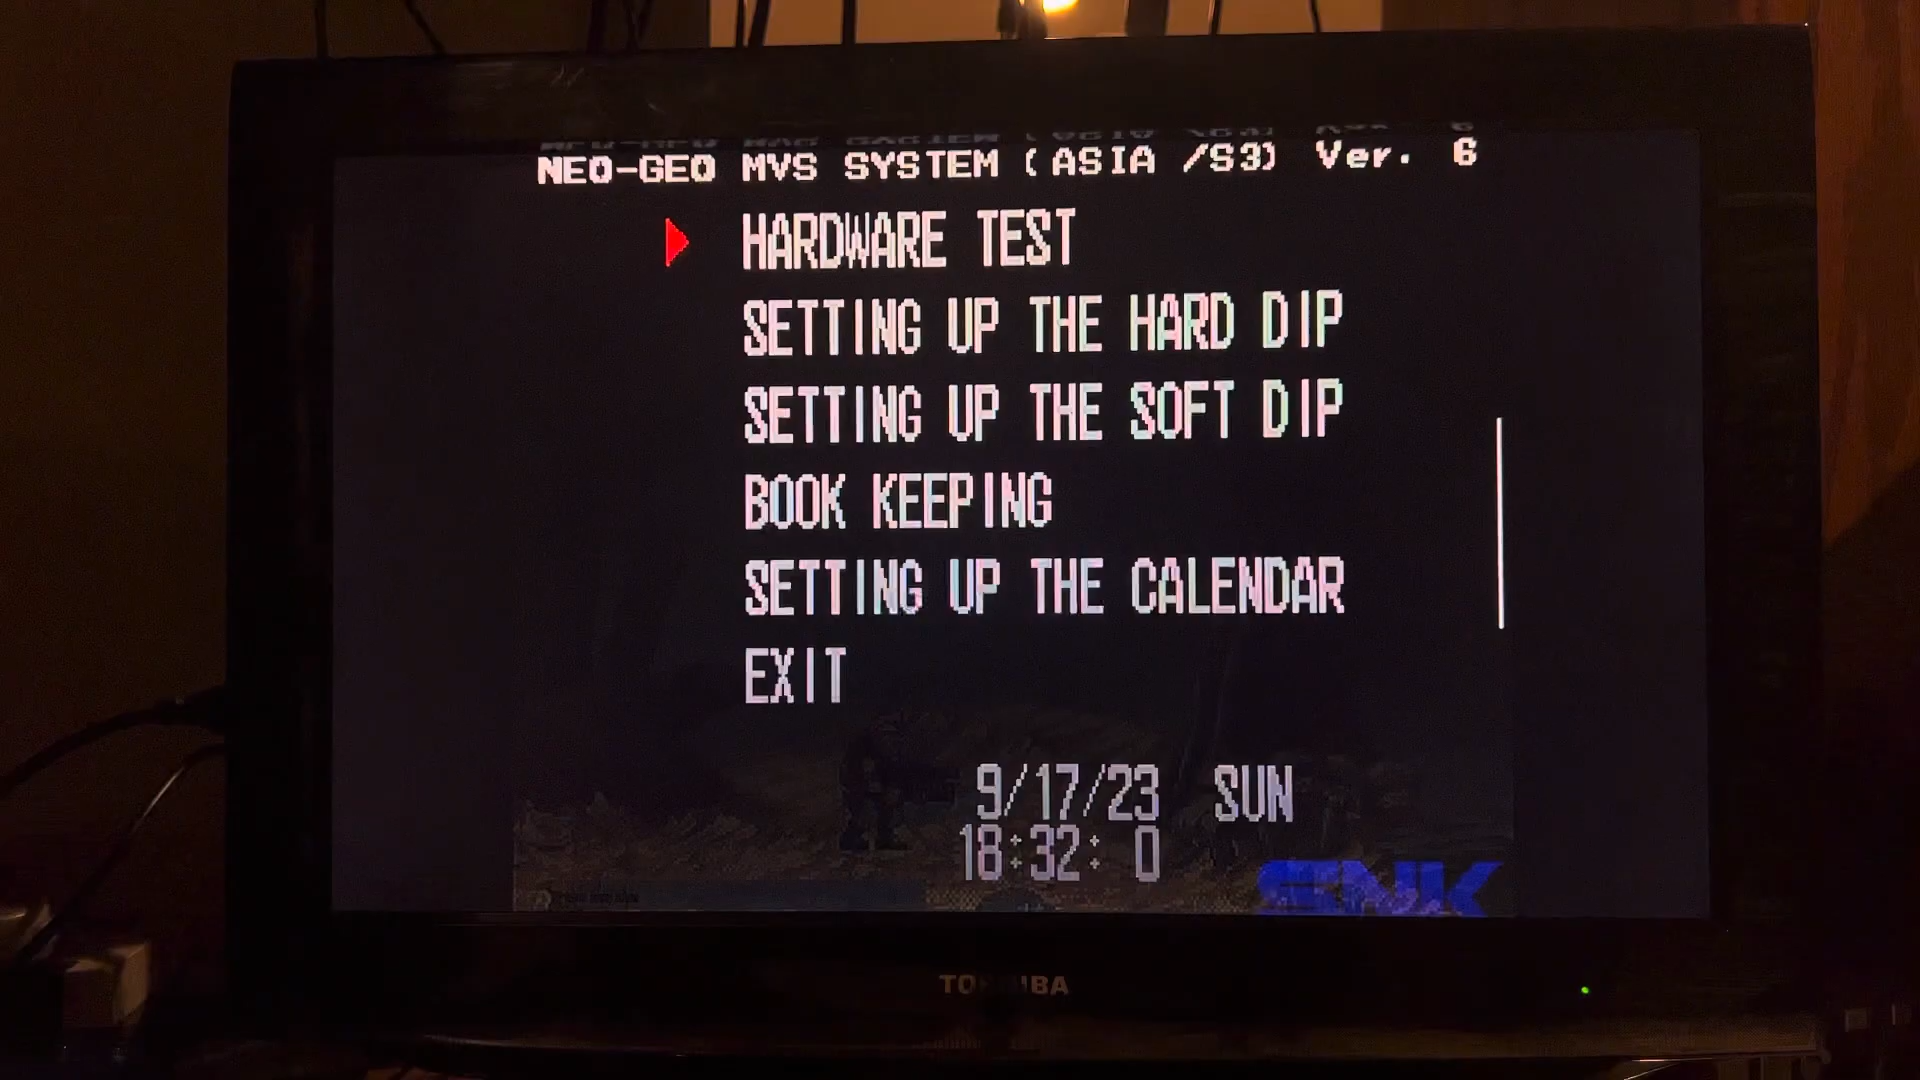 NEO-GEO MVS SYSTEM (ASIA /S3) Ver. 6
HARDWARE TEST
SETTING UP THE HARD DIP
SETTING UP THE SOFT DIP
BOOK KEEPING
SETTING UP THE CALENDAR
EXIT
9/17/23 SUN
18:32: 0
SNK
TOSHIBA